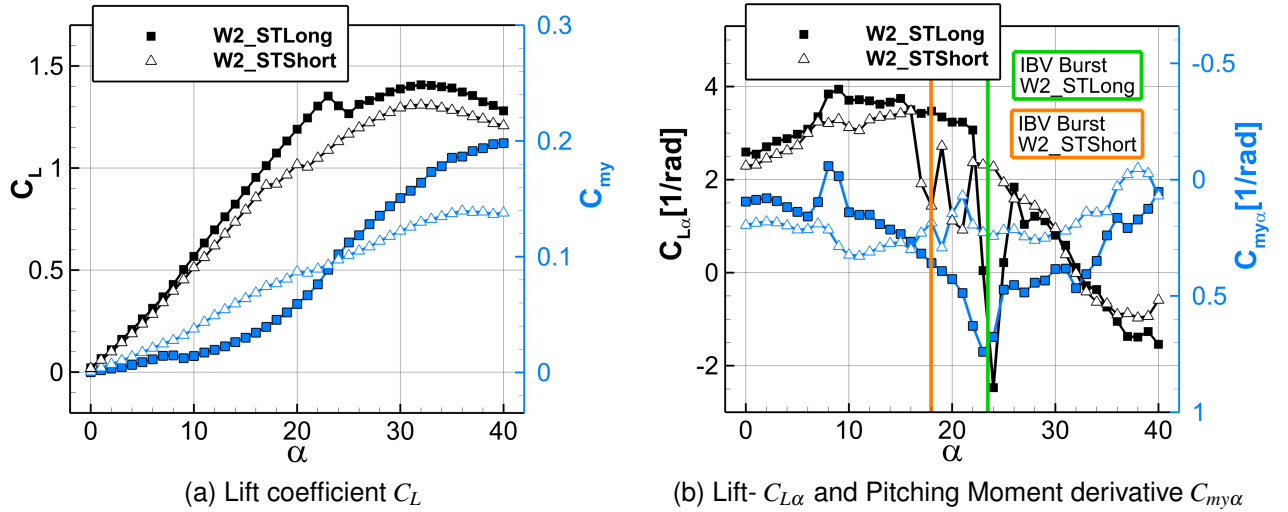 W2_STLong
W2_STShort
C_L
1.5
1
0.5
0
0.3
0.2
0.1
0
C_my
0 10 20 30 40
α
(a) Lift coefficient C_L
W2_STLong
W2_STShort
IBV Burst
W2_STLong
IBV Burst
W2_STShort
C_Lα[1/rad]
4
2
0
-2
-0.5
0
0.5
1
C_myα[1/rad]
0 10 20 30 40
α
(b) Lift- C_Lα and Pitching Moment derivative C_myα